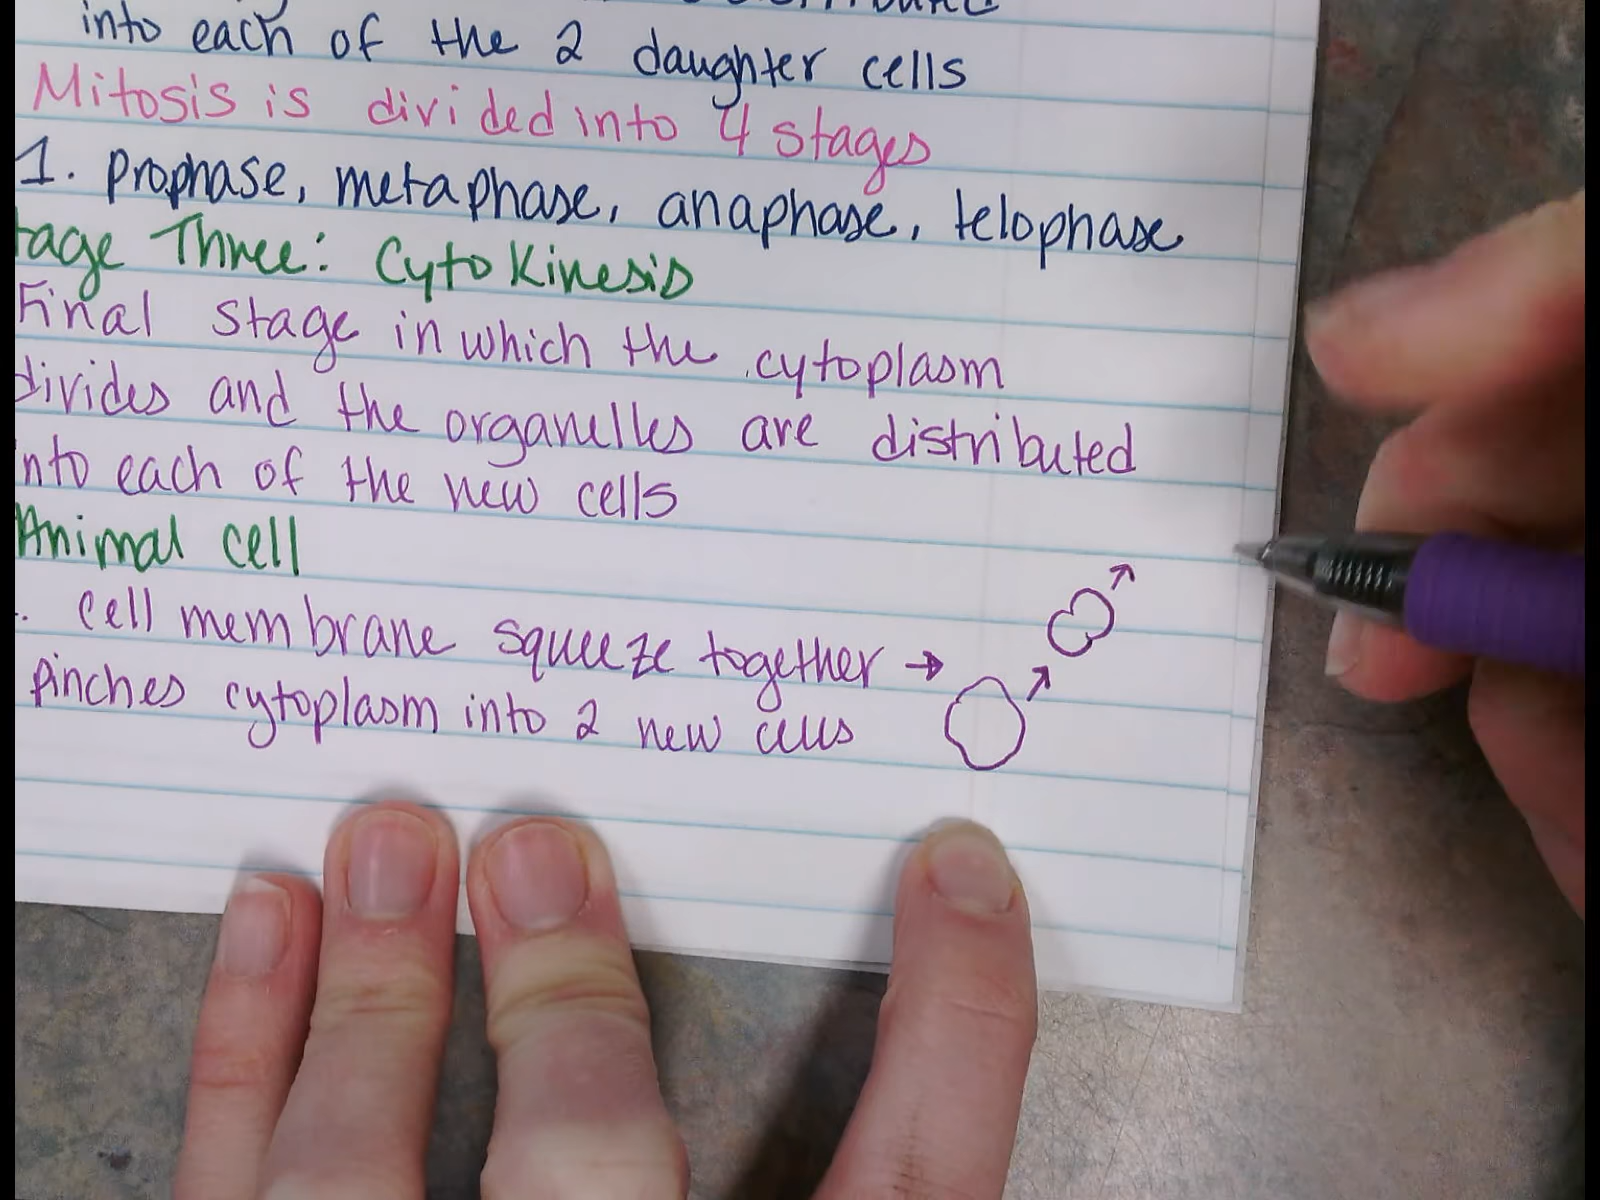 into each of the 2 daughter cells
Mitosis is divided into 4 stages
1. prophase, metaphase, anaphase, telophase
tage Three: Cytokinesis
Final stage in which the cytoplasm
divides and the organelles are distributed
nto each of the new cells
Animal cell
. cell membrane squeeze together →
pinches cytoplasm into 2 new cells